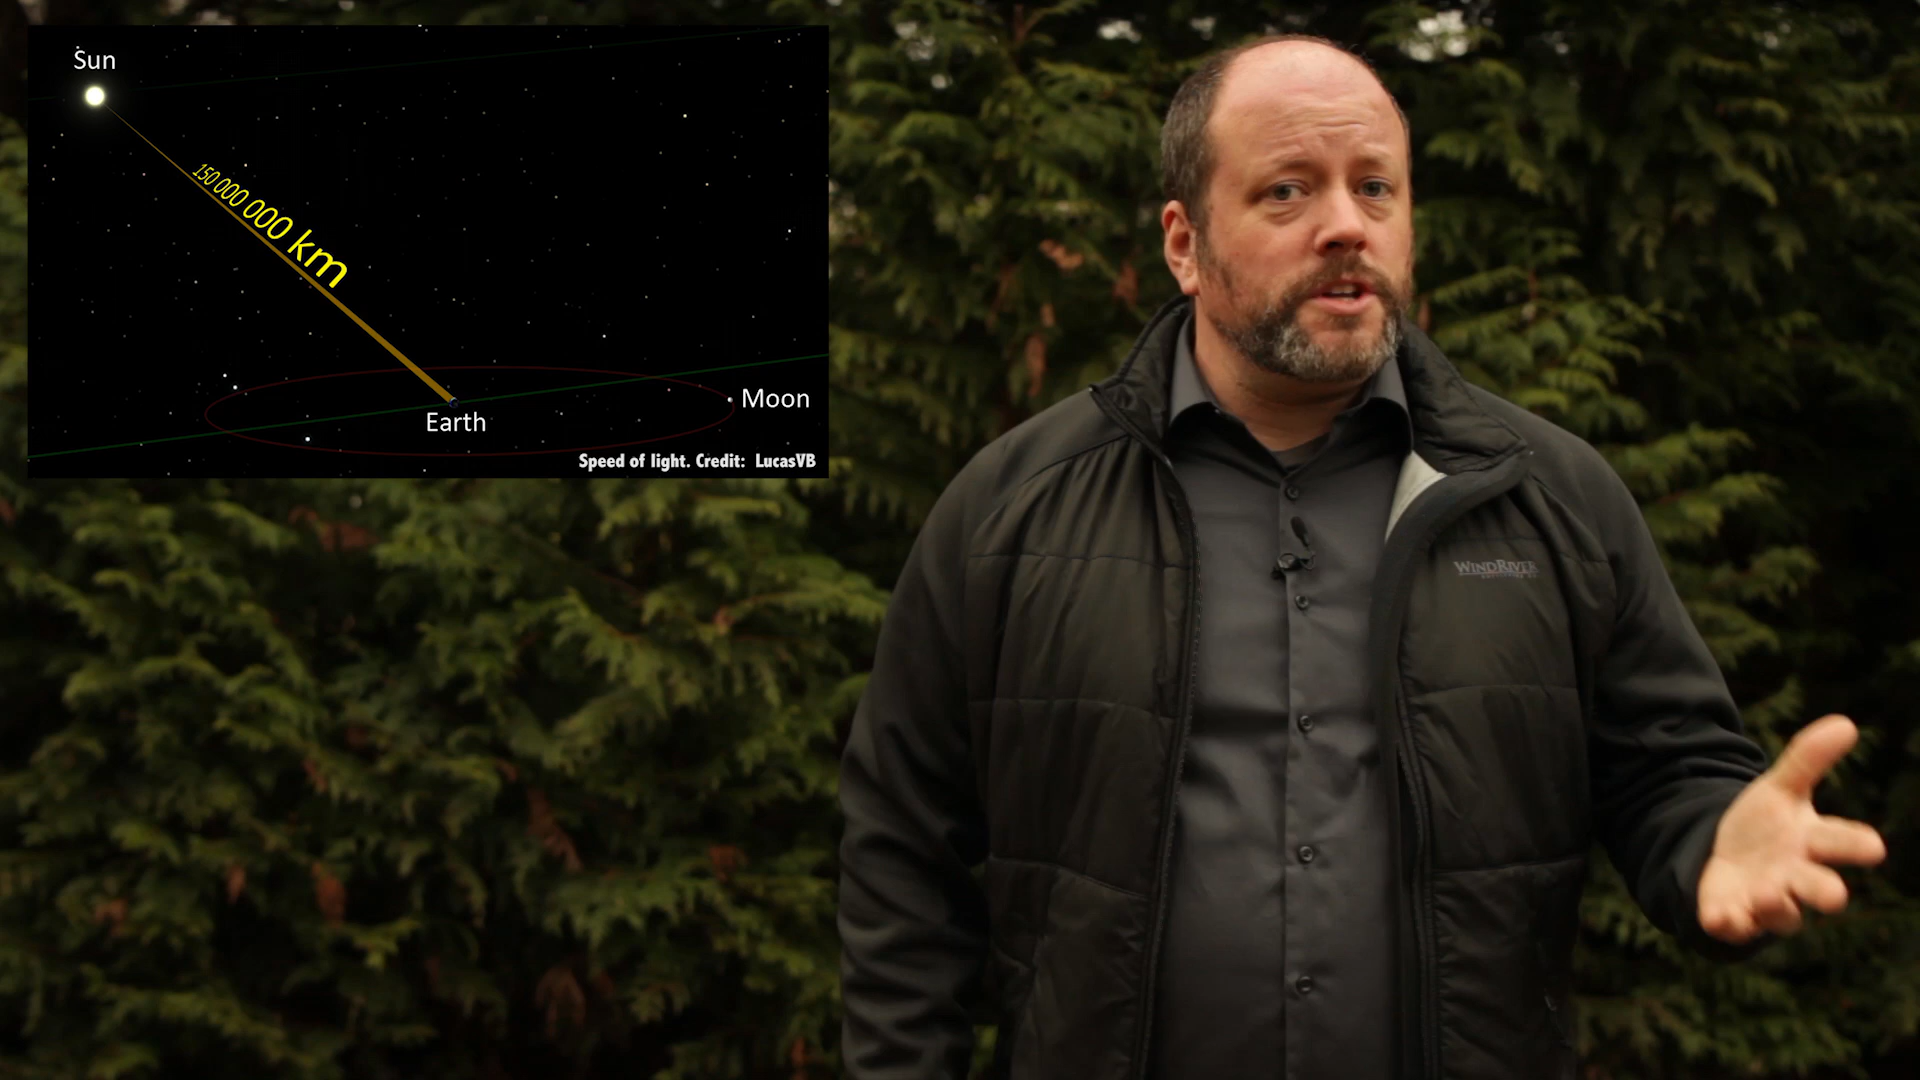 Sun
150 000 000 km
Moon
Earth
Speed of light. Credit: LucasVB
WINDRIVER